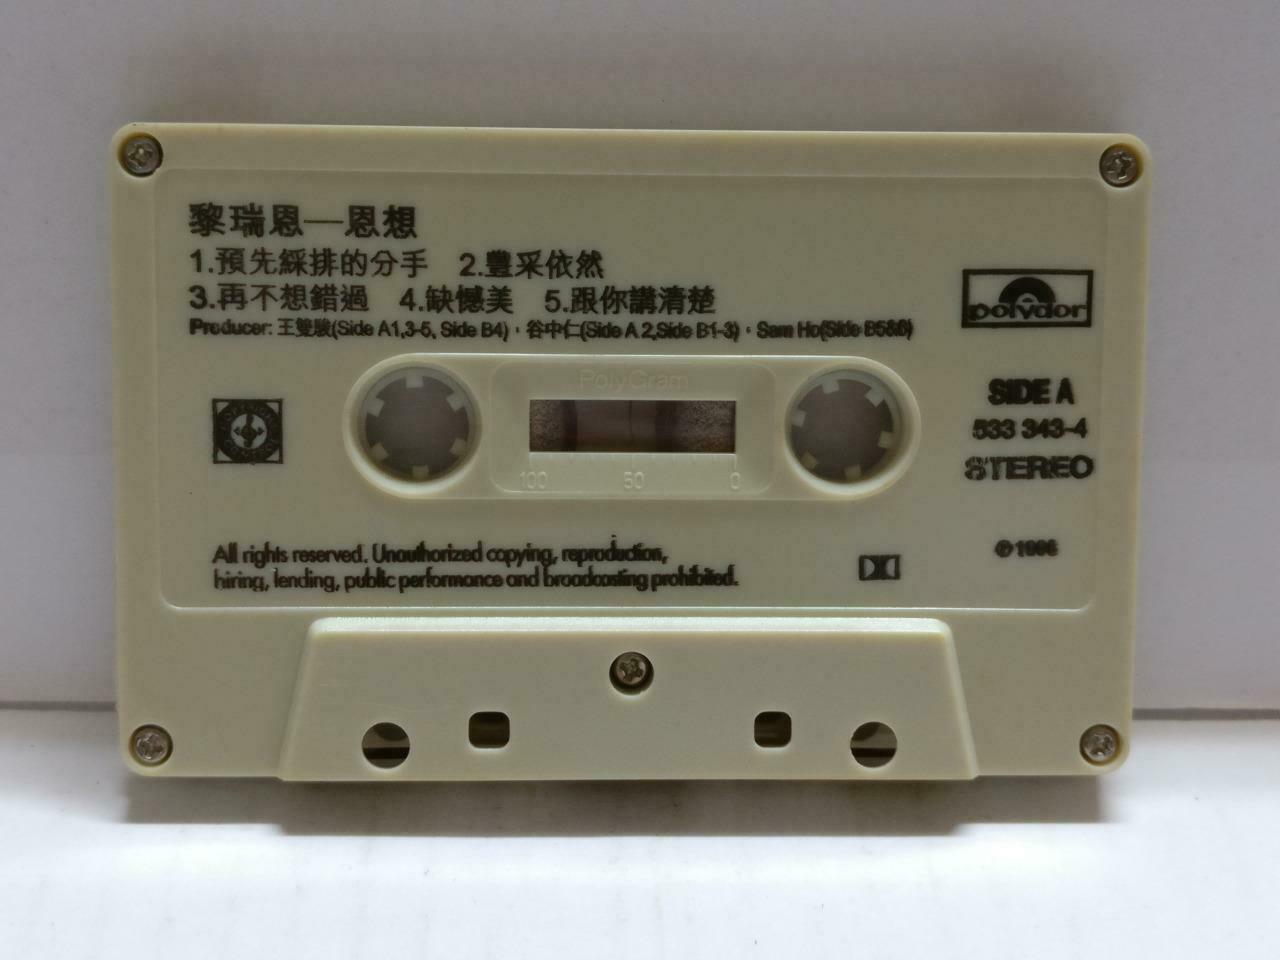 黎瑞恩—恩想
1.預先綵排的分手 2.豐采依然
3.再不想錯過 4.缺憾美 5.跟你講清楚
Producer: 王雙駿(Side A1,3-5, Side B4)，谷中仁(Side A 2,Side B1-3)，Sam Ho(Side B5&6)
polydor
PolyGram
SIDE A
533 343-4
STEREO
100 50 0
All rights reserved. Unauthorized copying, reproduction,
hiring, lending, public performance and broadcasting prohibited.
℗1996